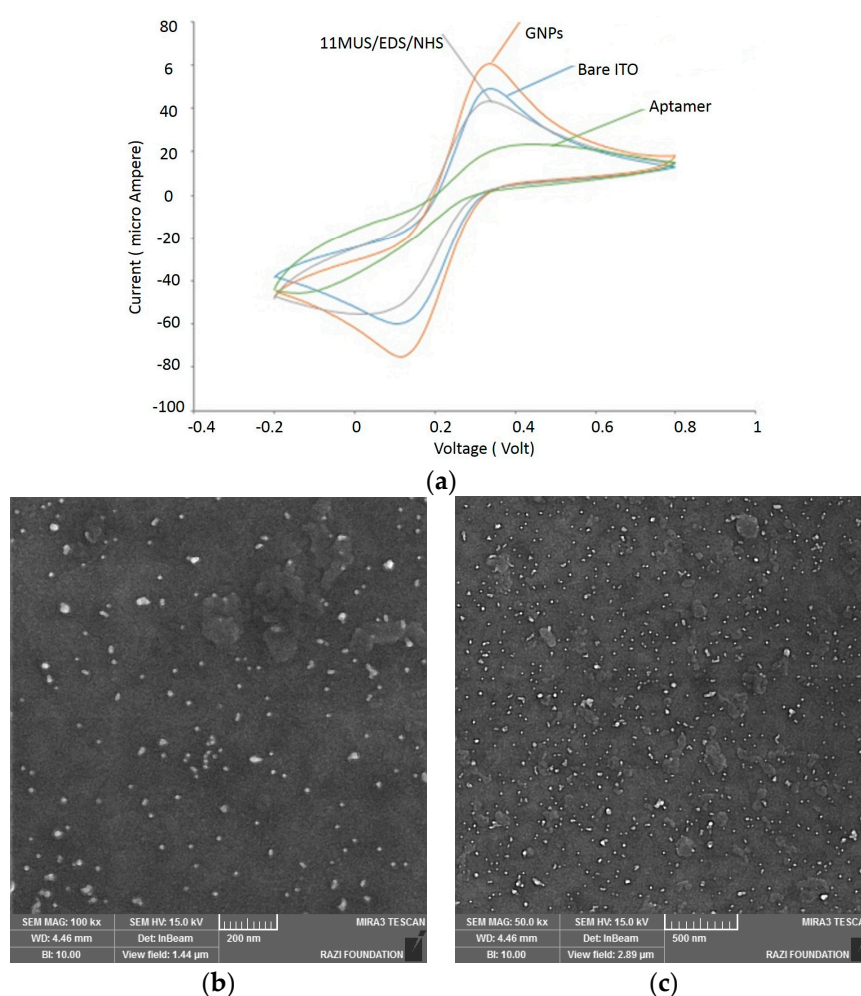 80
11MUS/EDS/NHS
GNPs
6
Bare ITO
40
Aptamer
20
0
-20
-40
-60
-80
-100
Current ( micro Ampere)
-0.4 -0.2 0 0.2 0.4 0.6 0.8 1
Voltage ( Volt)
(a)
SEM MAG: 100 kx SEM HV: 15.0 kV MIRA3 TESCAN
WD: 4.46 mm Det: InBeam 200 nm
BI: 10.00 View field: 1.44 µm RAZI FOUNDATION
(b)
SEM MAG: 50.0 kx SEM HV: 15.0 kV MIRA3 TESCAN
WD: 4.46 mm Det: InBeam 500 nm
BI: 10.00 View field: 2.89 µm RAZI FOUNDATION
(c)